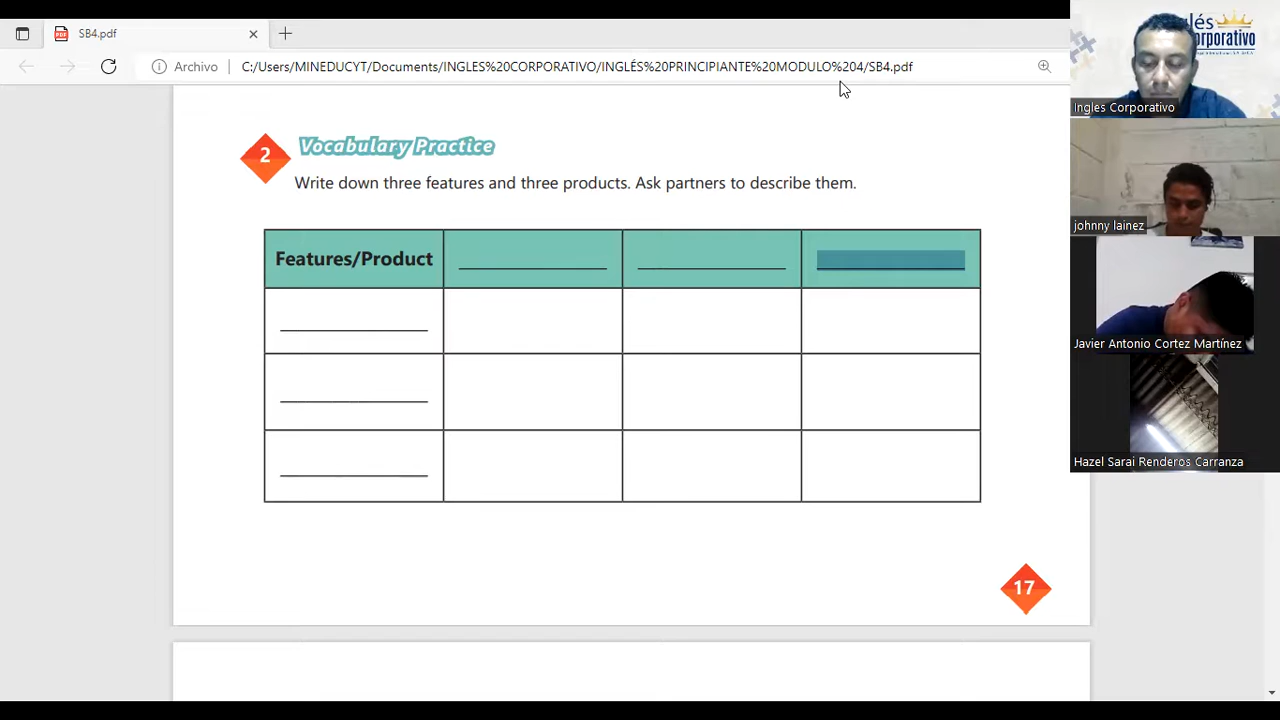 SB4.pdf
Archivo
C:/Users/MINEDUCYT/Documents/INGLES%20CORPORATIVO/INGLÉS%20PRINCIPIANTE%20MODULO%204/SB4.pdf
2
Vocabulary Practice
Write down three features and three products. Ask partners to describe them.
Features/Product
17
Ingles Corporativo
johnny lainez
Javier Antonio Cortez Martínez
Hazel Sarai Renderos Carranza